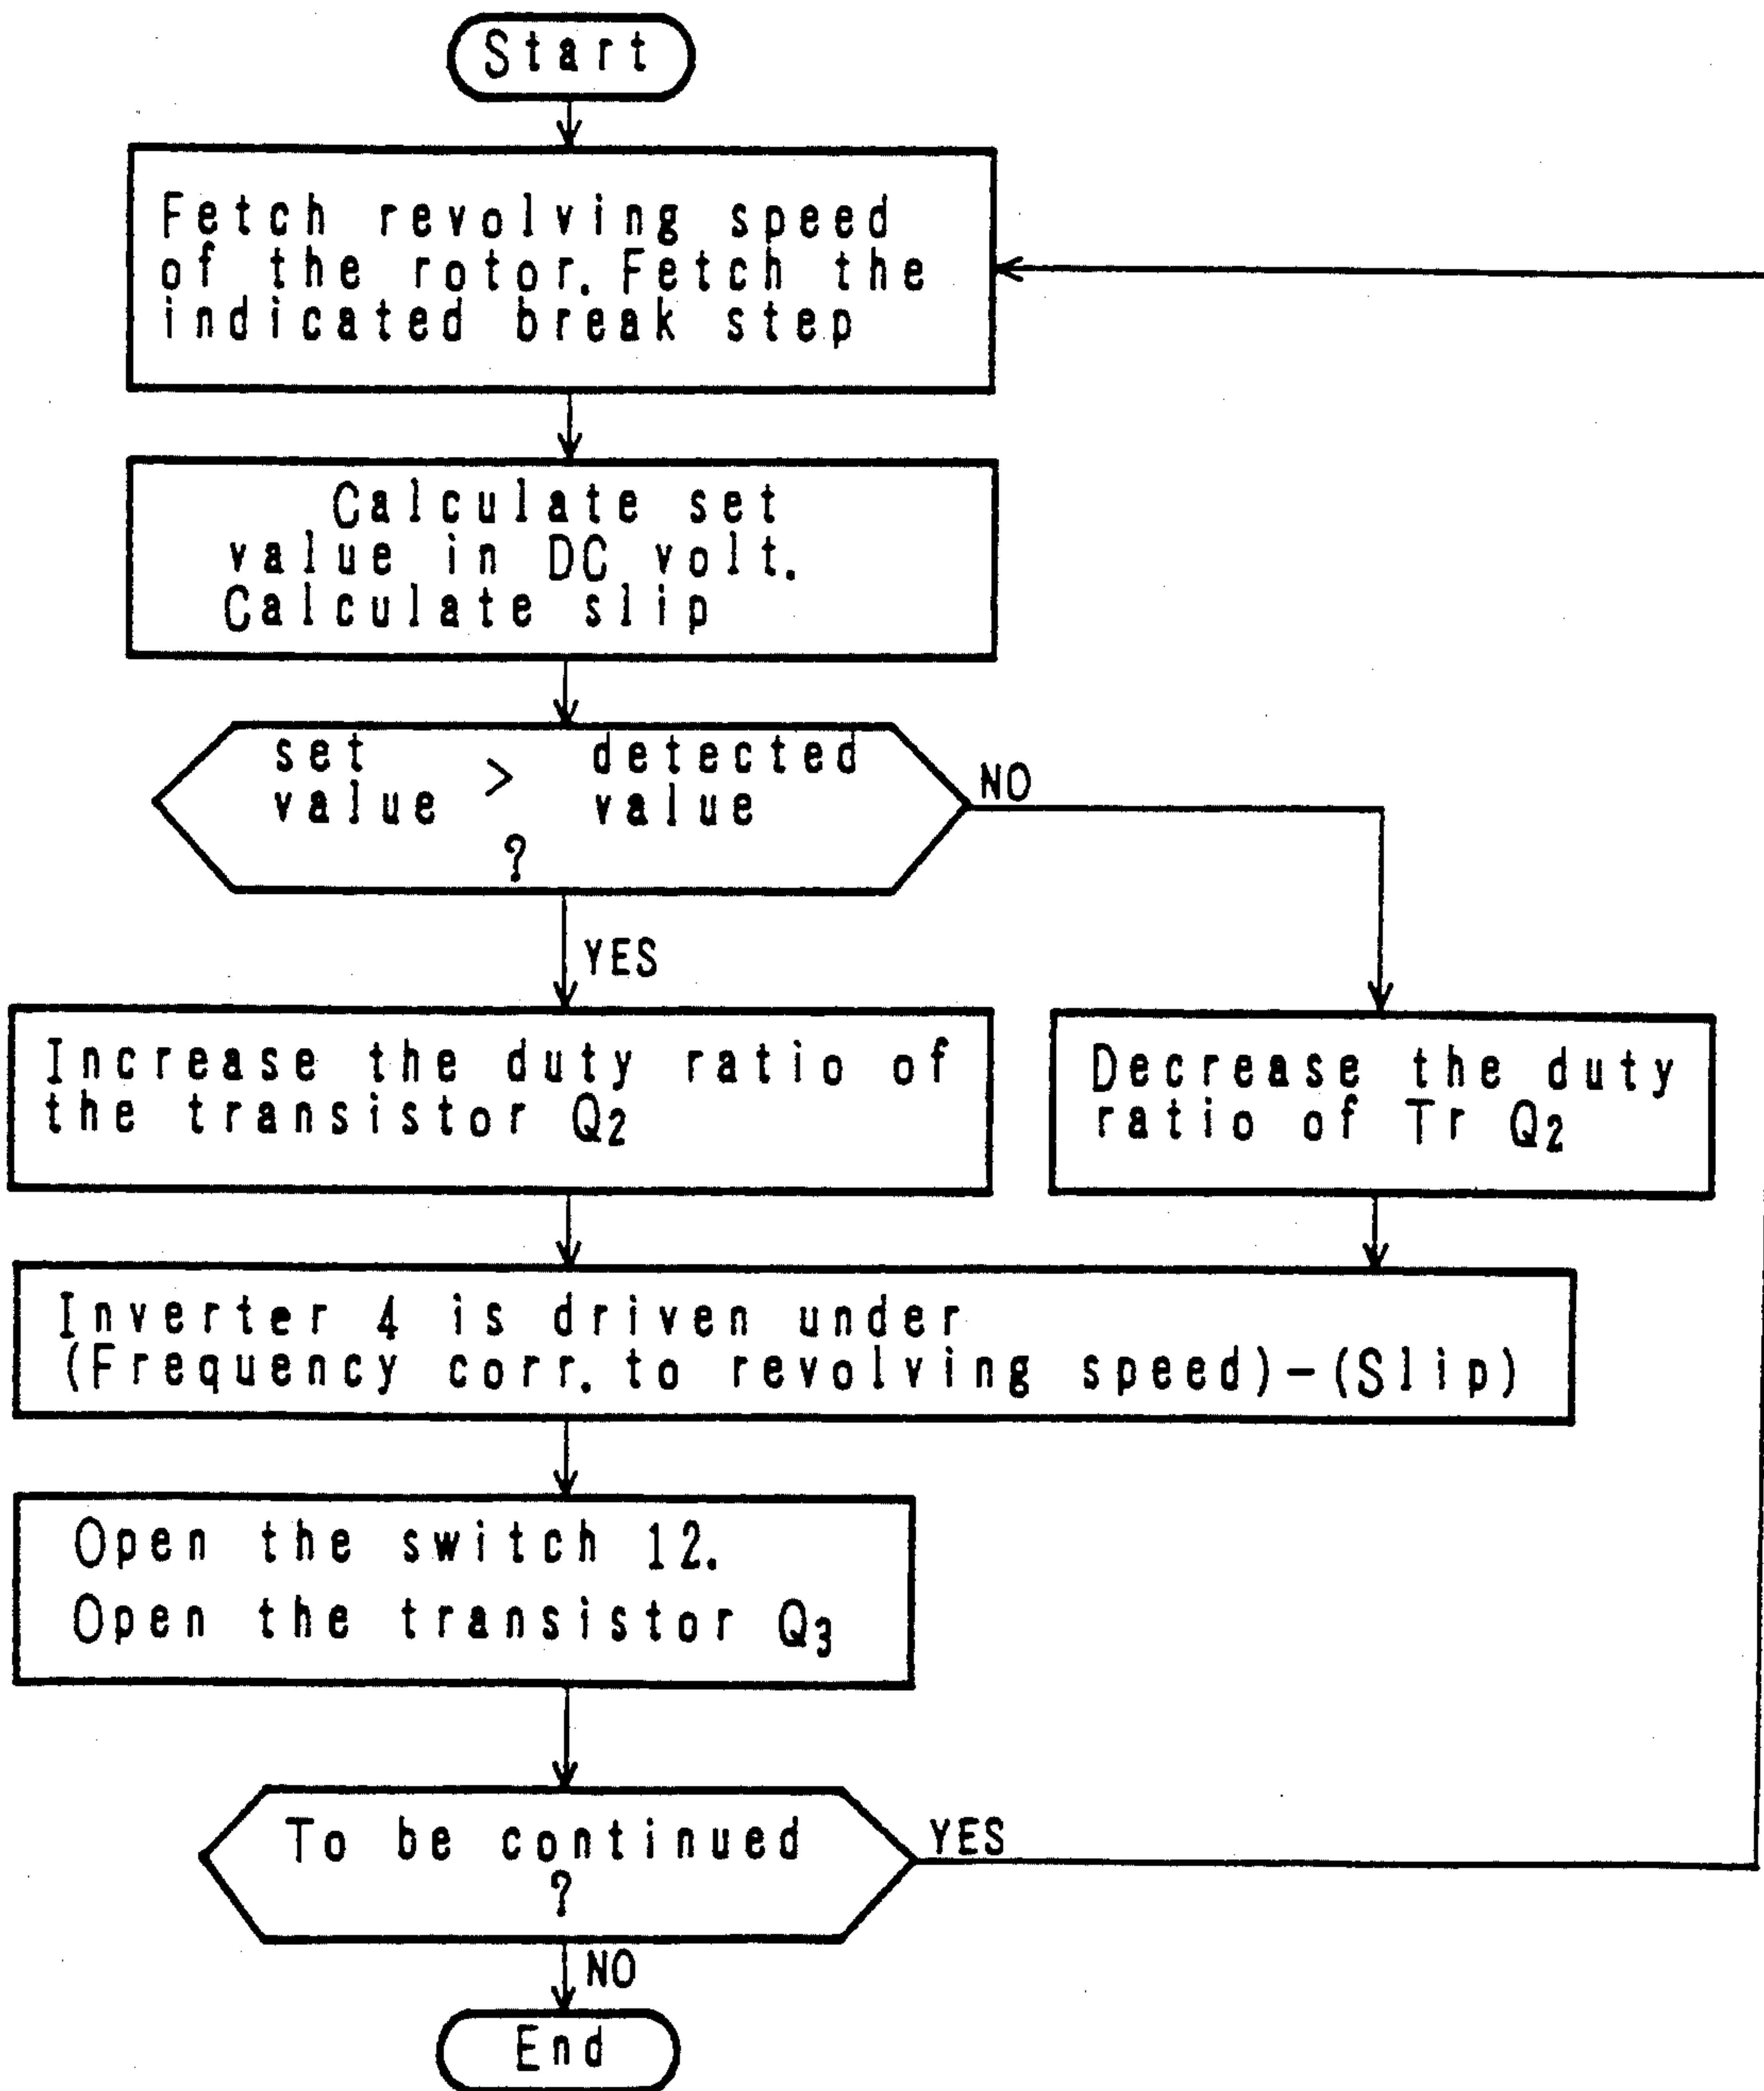 Start
Fetch revolving speed
of the rotor. Fetch the
indicated break step
Calculate set
value in DC volt.
Calculate slip
set value > detected value
?
NO
YES
Increase the duty ratio of
the transistor Q2
Decrease the duty
ratio of Tr Q2
Inverter 4 is driven under
(Frequency corr. to revolving speed)-(Slip)
Open the switch 12.
Open the transistor Q3
To be continued
?
YES
NO
End